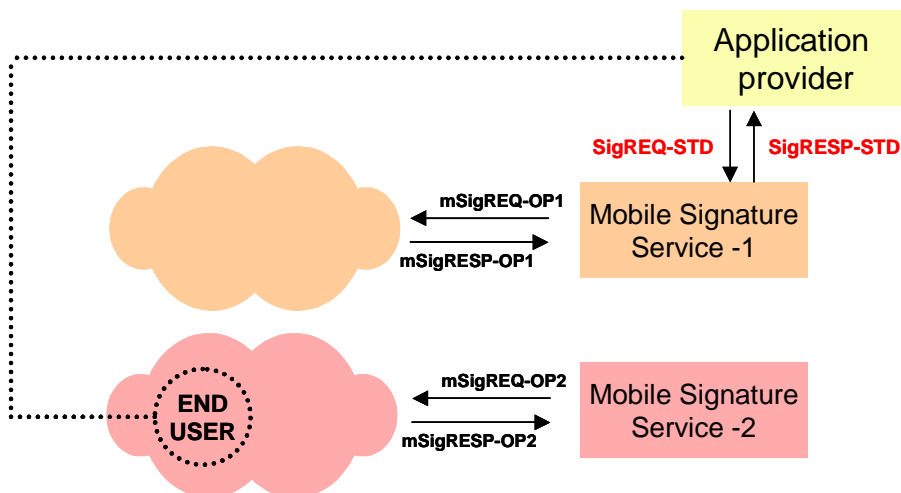 Application
provider
SigREQ-STD
SigRESP-STD
mSigREQ-OP1
Mobile Signature
Service -1
mSigRESP-OP1
mSigREQ-OP2
Mobile Signature
Service -2
END
USER
mSigRESP-OP2